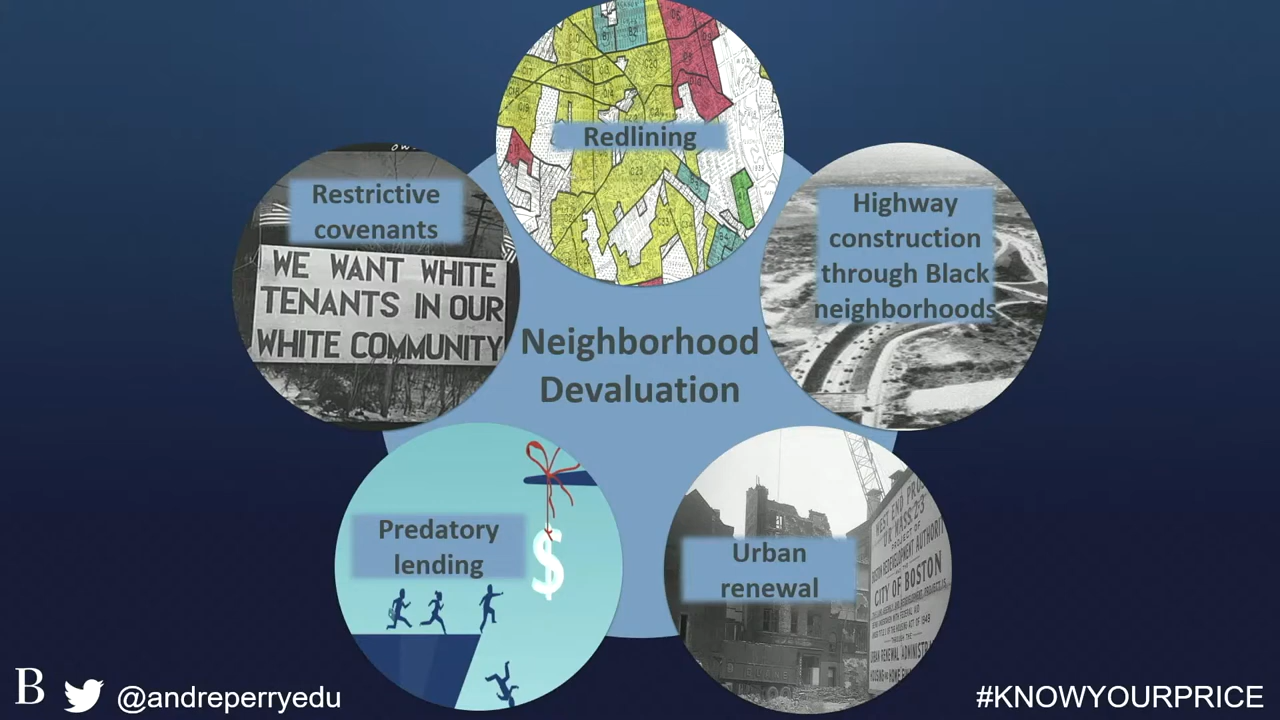 Redlining
Restrictive
covenants
WE WANT WHITE
TENANTS IN OUR
WHITE COMMUNITY
Highway
construction
through Black
neighborhoods
Neighborhood
Devaluation
Predatory
lending
$
Urban
renewal
CITY OF BOSTON
B @andreperryedu
#KNOWYOURPRICE